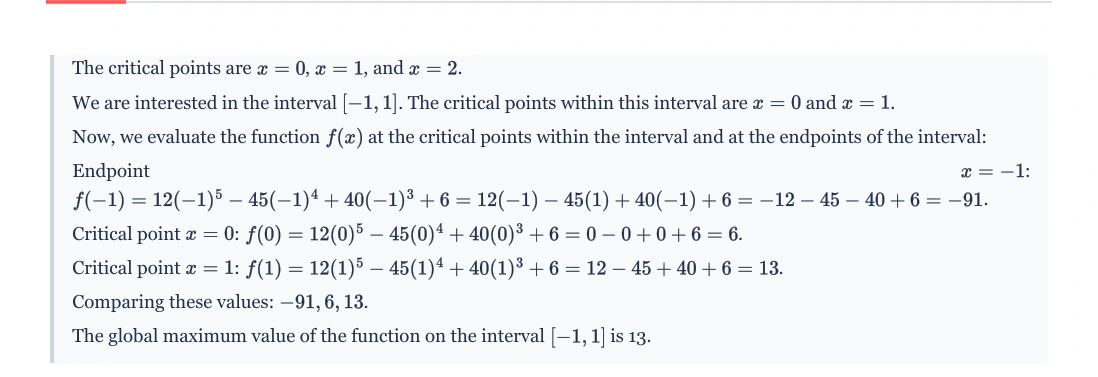 The critical points are x = 0, x = 1, and x = 2.
We are interested in the interval [−1, 1]. The critical points within this interval are x = 0 and x = 1.
Now, we evaluate the function f(x) at the critical points within the interval and at the endpoints of the interval:
Endpoint x = −1:
f(−1) = 12(−1)⁵ − 45(−1)⁴ + 40(−1)³ + 6 = 12(−1) − 45(1) + 40(−1) + 6 = −12 − 45 − 40 + 6 = −91.
Critical point x = 0: f(0) = 12(0)⁵ − 45(0)⁴ + 40(0)³ + 6 = 0 − 0 + 0 + 6 = 6.
Critical point x = 1: f(1) = 12(1)⁵ − 45(1)⁴ + 40(1)³ + 6 = 12 − 45 + 40 + 6 = 13.
Comparing these values: −91, 6, 13.
The global maximum value of the function on the interval [−1, 1] is 13.